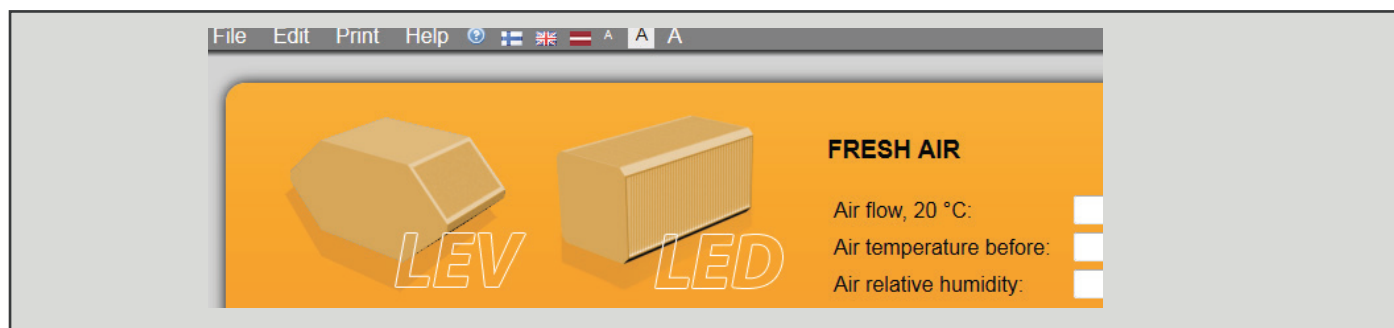 File Edit Print Help ? A A A
LEV LED
FRESH AIR
Air flow, 20 °C:
Air temperature before:
Air relative humidity: